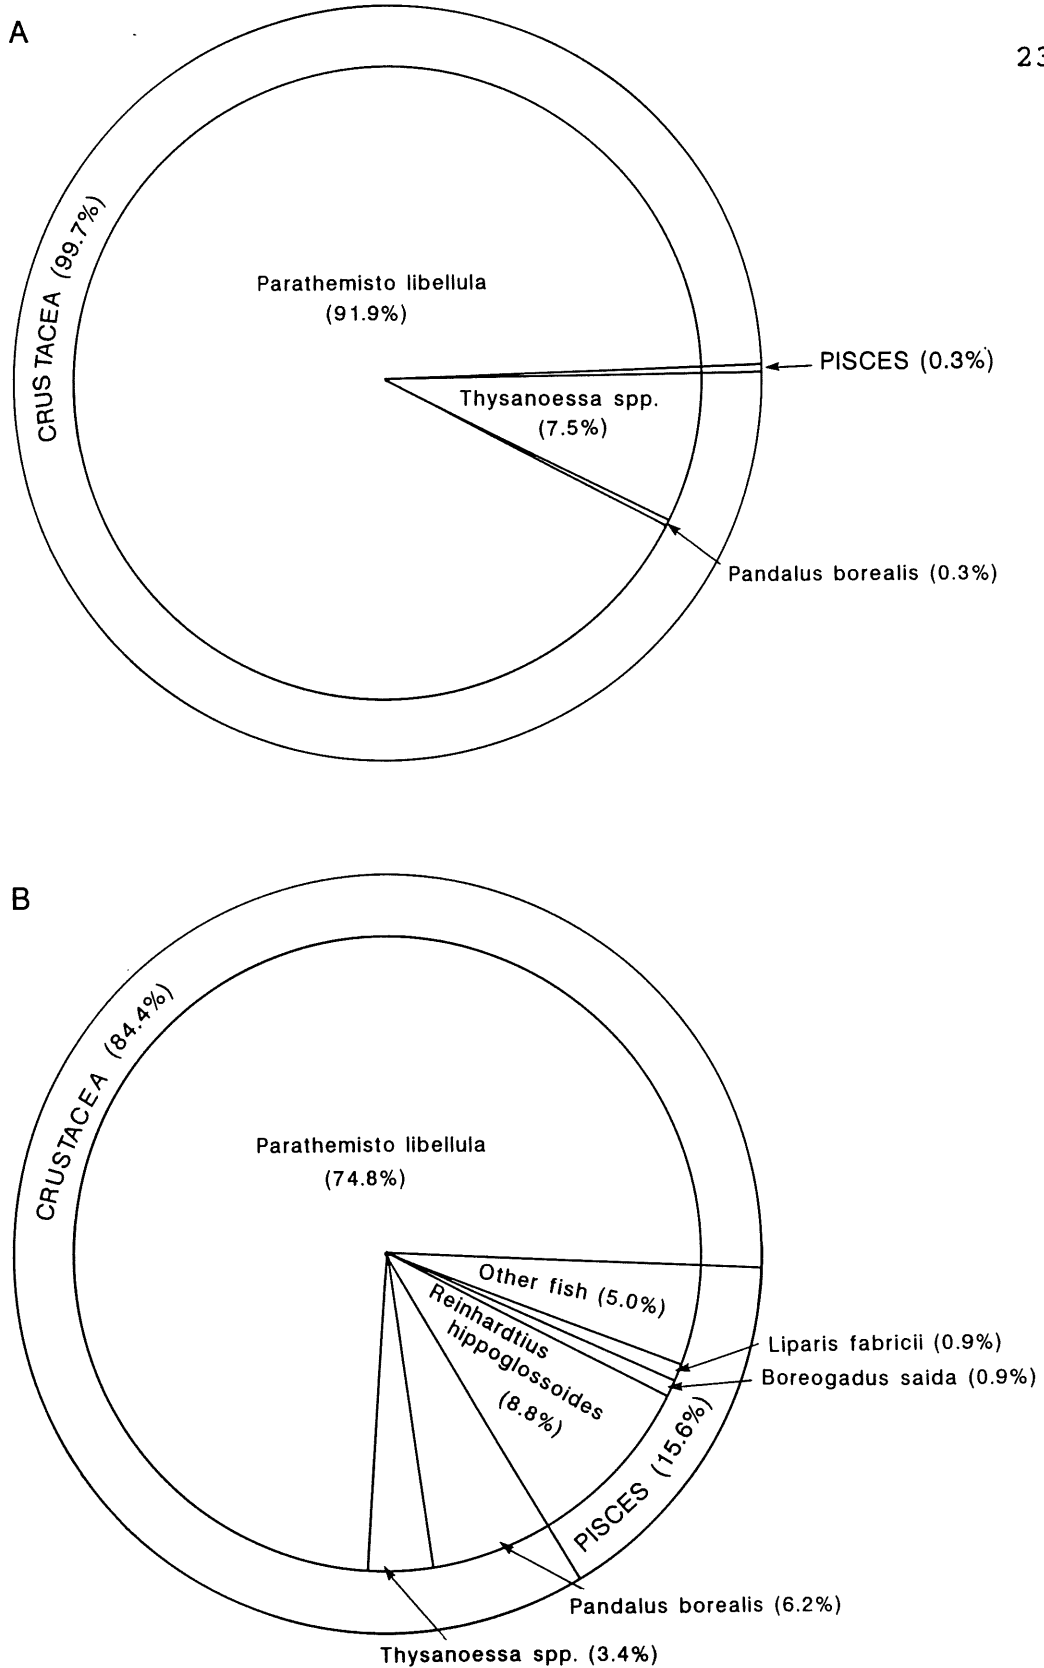 A
23
CRUSTACEA (99.7%)
Parathemisto libellula
(91.9%)
PISCES (0.3%)
Thysanoessa spp.
(7.5%)
Pandalus borealis (0.3%)
B
CRUSTACEA (84.4%)
Parathemisto libellula
(74.8%)
Other fish (5.0%)
Reinhardtius
hippoglossoides
(8.8%)
Liparis fabricii (0.9%)
Boreogadus saida (0.9%)
PISCES (15.6%)
Pandalus borealis (6.2%)
Thysanoessa spp. (3.4%)